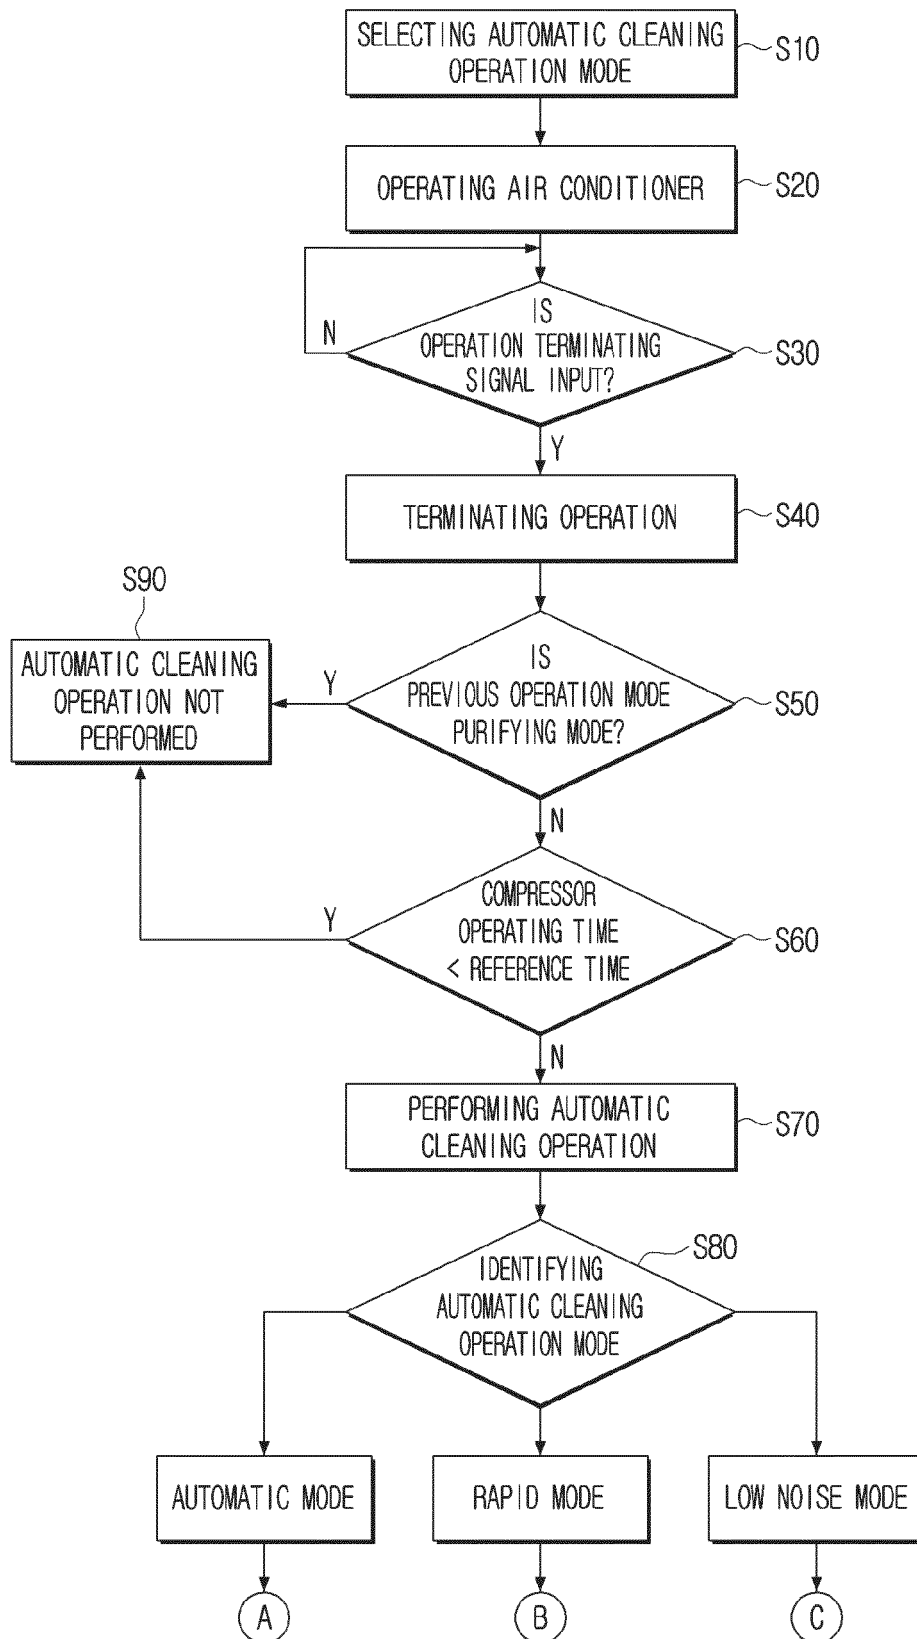 SELECTING AUTOMATIC CLEANING
OPERATION MODE
S10
OPERATING AIR CONDITIONER
S20
IS
OPERATION TERMINATING
SIGNAL INPUT?
N
S30
Y
TERMINATING OPERATION
S40
S90
AUTOMATIC CLEANING
OPERATION NOT
PERFORMED
Y
IS
PREVIOUS OPERATION MODE
PURIFYING MODE?
S50
N
Y
COMPRESSOR
OPERATING TIME
< REFERENCE TIME
S60
N
PERFORMING AUTOMATIC
CLEANING OPERATION
S70
S80
IDENTIFYING
AUTOMATIC CLEANING
OPERATION MODE
AUTOMATIC MODE
RAPID MODE
LOW NOISE MODE
A
B
C